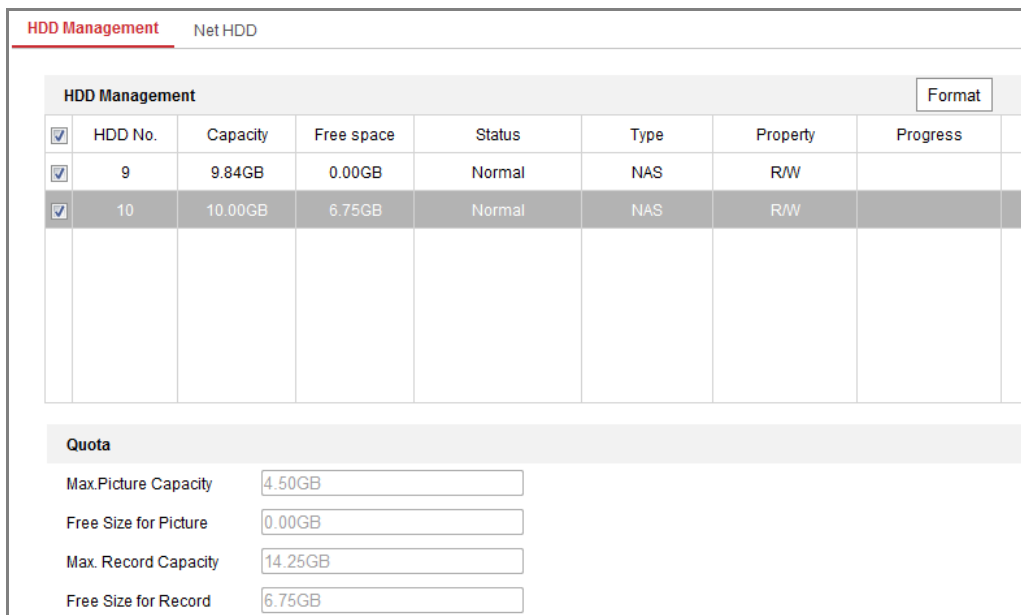 HDD Management Net HDD
HDD Management Format
HDD No. Capacity Free space Status Type Property Progress
9 9.84GB 0.00GB Normal NAS R/W
10 10.00GB 6.75GB Normal NAS R/W
Quota
Max.Picture Capacity 4.50GB
Free Size for Picture 0.00GB
Max. Record Capacity 14.25GB
Free Size for Record 6.75GB